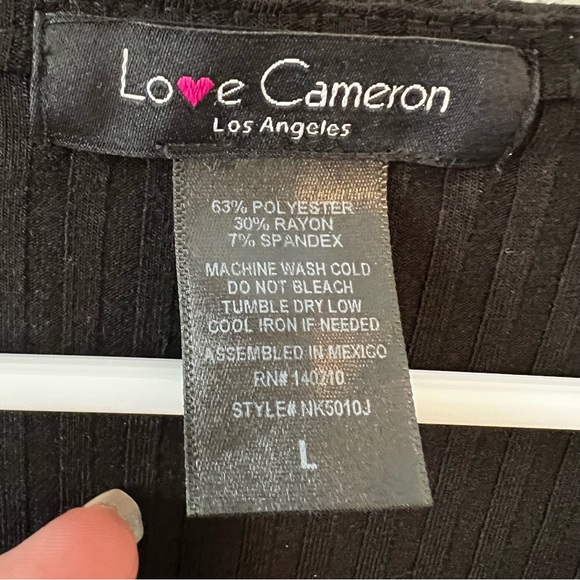 Love Cameron
Los Angeles
63% POLYESTER
30% RAYON
7% SPANDEX
MACHINE WASH COLD
DO NOT BLEACH
TUMBLE DRY LOW
COOL IRON IF NEEDED
ASSEMBLED IN MEXICO
RN# 140210
STYLE# NK5010J
L